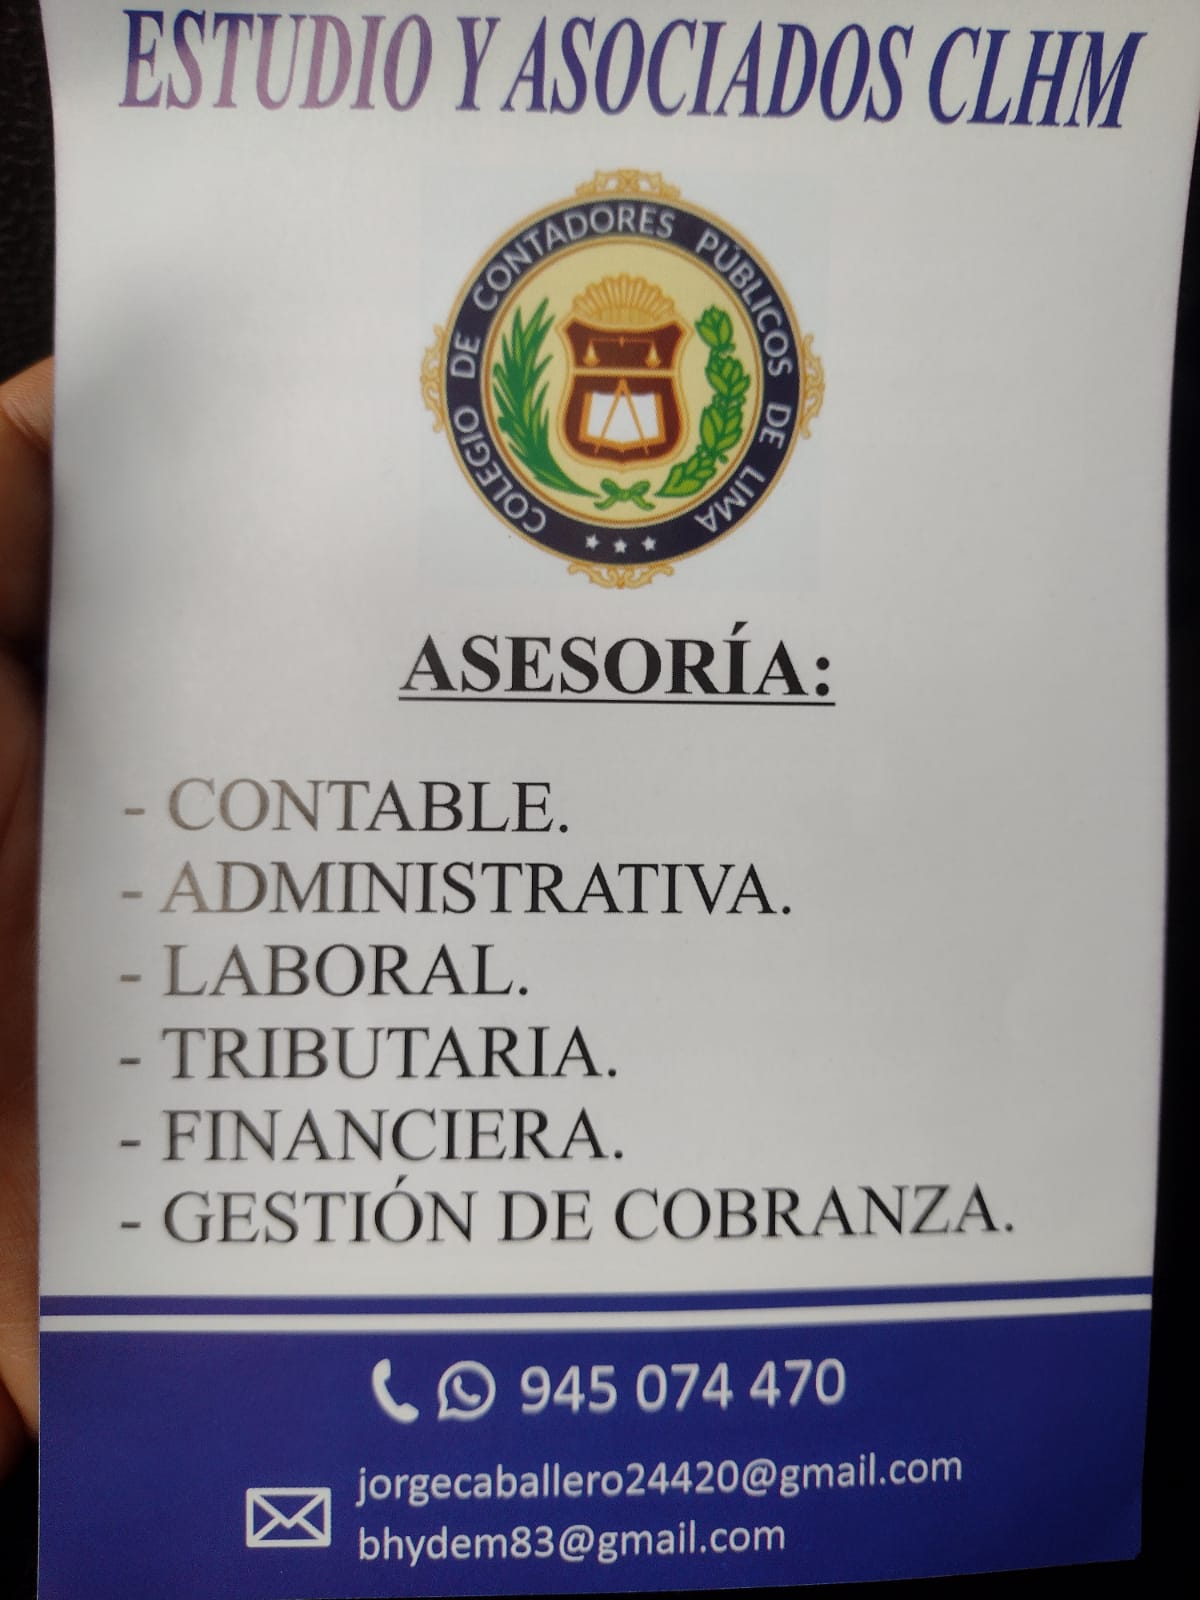 ESTUDIO Y ASOCIADOS CLHM
COLEGIO DE CONTADORES PÚBLICOS DE LIMA
ASESORÍA:
- CONTABLE.
- ADMINISTRATIVA.
- LABORAL.
- TRIBUTARIA.
- FINANCIERA.
- GESTIÓN DE COBRANZA.
945 074 470
jorgecaballero24420@gmail.com
bhydem83@gmail.com